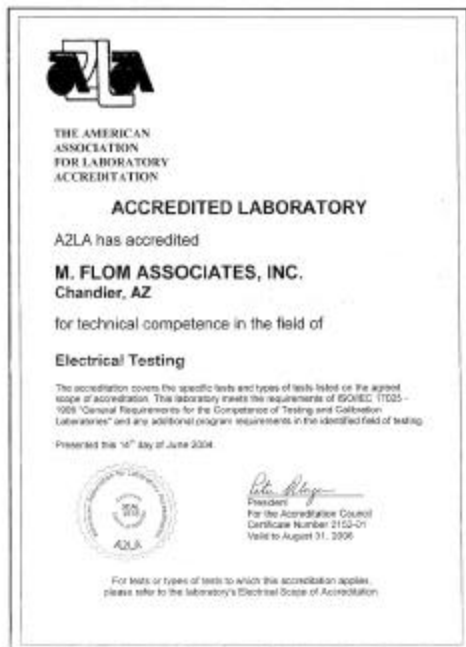 A2LA
THE AMERICAN
ASSOCIATION
FOR LABORATORY
ACCREDITATION
ACCREDITED LABORATORY
A2LA has accredited
M. FLOM ASSOCIATES, INC.
Chandler, AZ
for technical competence in the field of
Electrical Testing
The accreditation covers the specific tests and types of tests listed on the agreed
scope of accreditation. This laboratory meets the requirements of ISO/IEC 17025 -
1999 "General Requirements for the Competence of Testing and Calibration
Laboratories" and any additional program requirements in the identified field of testing.
Presented this 14th day of June 2004.
President
For the Accreditation Council
Certificate Number 2152-01
Valid to August 31, 2006
SEAL
A2LA
For tests or types of tests to which this accreditation applies,
please refer to the laboratory's Electrical Scope of Accreditation